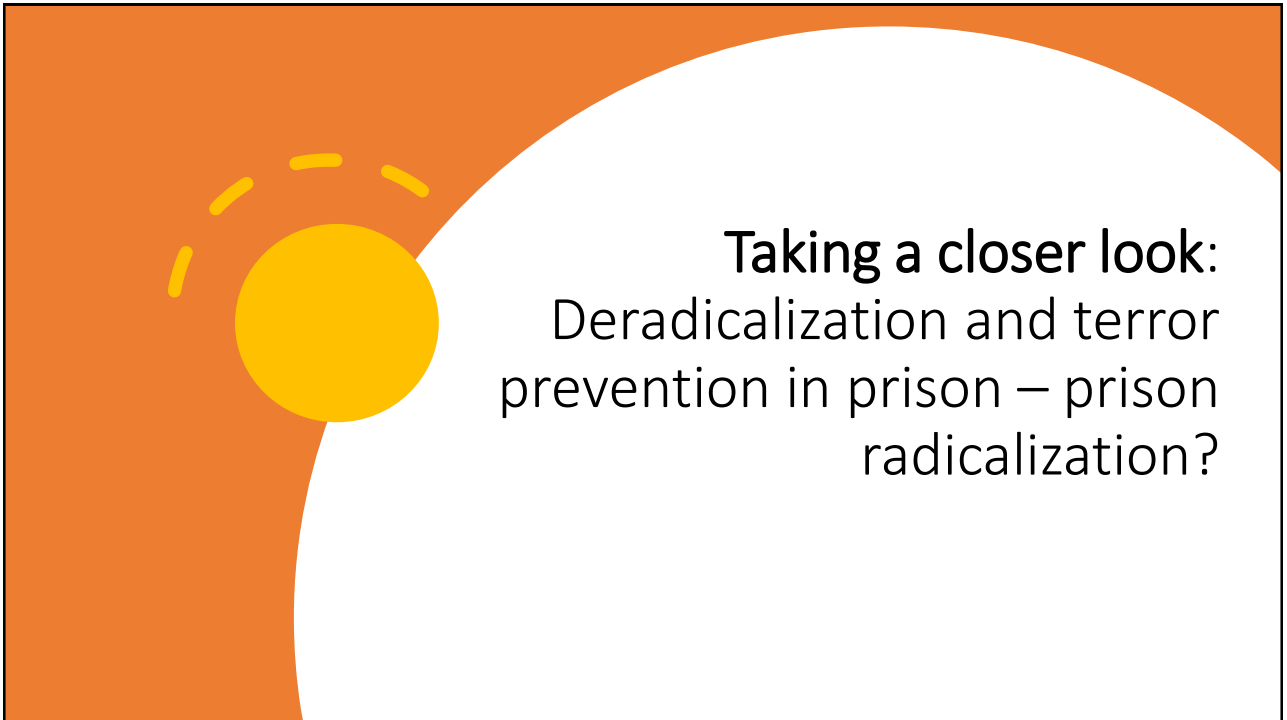 Taking a closer look:
Deradicalization and terror
prevention in prison – prison
radicalization?